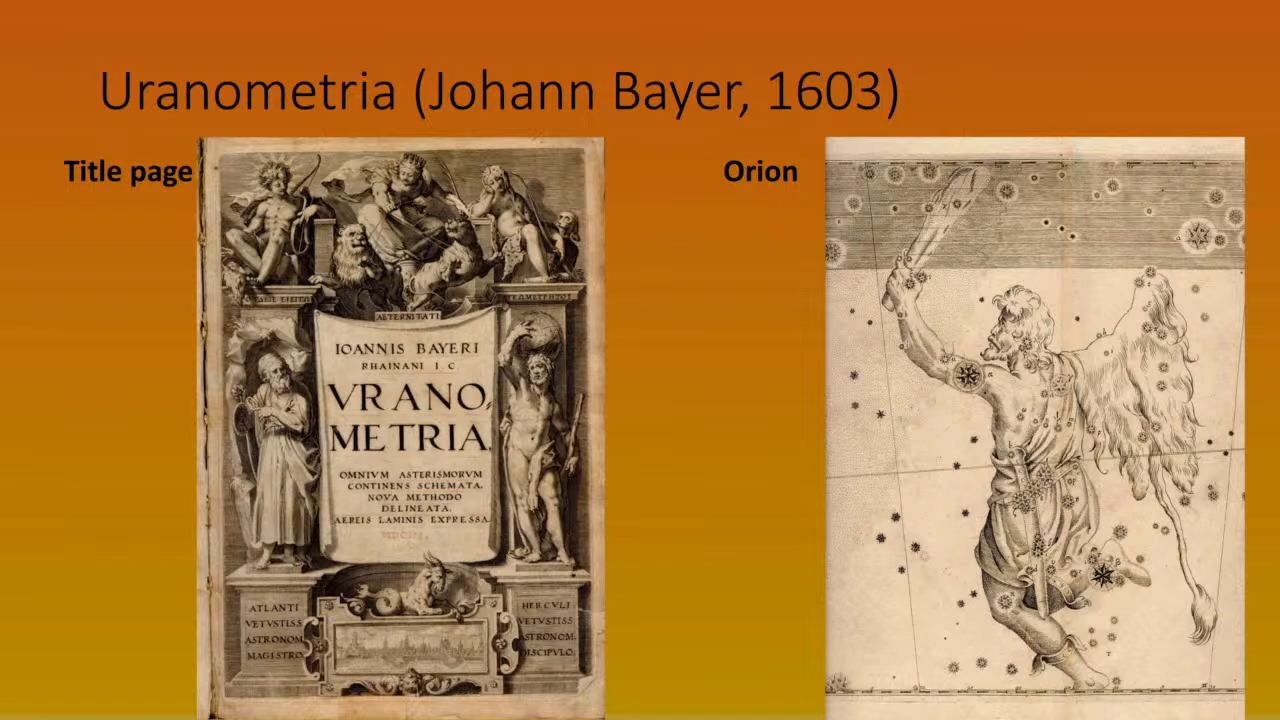 Uranometria (Johann Bayer, 1603)
Title page
Orion
AETERNITATI
IOANNIS BAYERI
RHAINANI I C
VRANO,
METRIA,
OMNIVM ASTERISMORVM
CONTINENS SCHEMATA,
NOVA METHODO
DELINEATA,
AEREIS LAMINIS EXPRESSA.
ATLANTI
VETVSTISS
ASTRONOM
MAGISTRO.
HERCVLI
VETVSTISS
ASTRONOM.
DISCIPVLO.